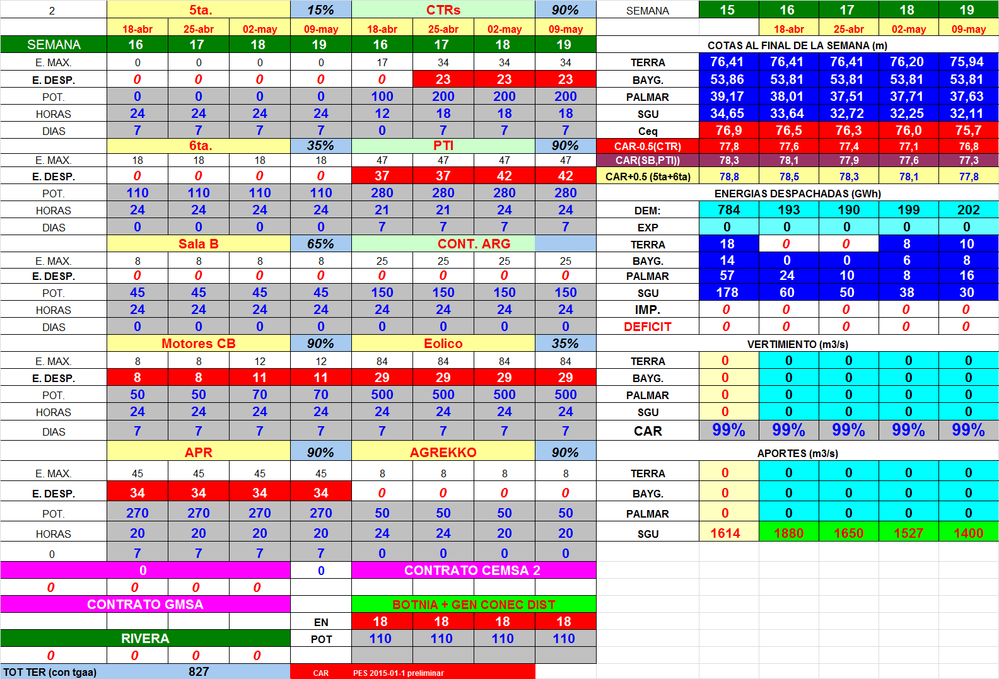 2 5ta. 15% CTRs 90% SEMANA 15 16 17 18 19
18-abr 25-abr 02-may 09-may 18-abr 25-abr 02-may 09-may 18-abr 25-abr 02-may 09-may
SEMANA 16 17 18 19 16 17 18 19 COTAS AL FINAL DE LA SEMANA (m)
E. MAX. 0 0 0 0 17 34 34 34 TERRA 76,41 76,41 76,41 76,20 75,94
E. DESP. 0 0 0 0 0 23 23 23 BAYG. 53,86 53,81 53,81 53,81 53,81
POT. 0 0 0 0 100 200 200 200 PALMAR 39,17 38,01 37,51 37,71 37,63
HORAS 24 24 24 24 12 18 18 18 SGU 34,65 33,64 32,72 32,25 32,11
DIAS 7 7 7 7 0 7 7 7 Ceq 76,9 76,5 76,3 76,0 75,7
6ta. 35% PTI 90% CAR-0.5(CTR) 77,8 77,6 77,4 77,1 76,8
E. MAX. 18 18 18 18 47 47 47 47 CAR(SB,PTI)) 78,3 78,1 77,9 77,6 77,3
E. DESP. 0 0 0 0 37 37 42 42 CAR+0.5 (5ta+6ta) 78,8 78,5 78,3 78,1 77,8
POT. 110 110 110 110 280 280 280 280 ENERGIAS DESPACHADAS (GWh)
HORAS 24 24 24 24 21 21 24 24 DEM: 784 193 190 199 202
DIAS 0 0 0 0 7 7 7 7 EXP 0 0 0 0 0
Sala B 65% CONT. ARG TERRA 18 0 0 8 10
E. MAX. 8 8 8 8 25 25 25 25 BAYG. 14 0 0 6 8
E. DESP. 0 0 0 0 0 0 0 0 PALMAR 57 24 10 8 16
POT. 45 45 45 45 150 150 150 150 SGU 178 60 50 38 30
HORAS 24 24 24 24 24 24 24 24 IMP. 0 0 0 0 0
DIAS 0 0 0 0 0 0 0 0 DEFICIT 0 0 0 0 0
Motores CB 90% Eolico 35% VERTIMIENTO (m3/s)
E. MAX. 8 8 12 12 84 84 84 84 TERRA 0 0 0 0 0
E. DESP. 8 8 11 11 29 29 29 29 BAYG. 0 0 0 0 0
POT. 50 50 70 70 500 500 500 500 PALMAR 0 0 0 0 0
HORAS 24 24 24 24 24 24 24 24 SGU 0 0 0 0 0
DIAS 7 7 7 7 7 7 7 7 CAR 99% 99% 99% 99% 99%
APR 90% AGREKKO 90% APORTES (m3/s)
E. MAX. 45 45 45 45 8 8 8 8 TERRA 0 0 0 0 0
E. DESP. 34 34 34 34 0 0 0 0 BAYG. 0 0 0 0 0
POT. 270 270 270 270 50 50 50 50 PALMAR 0 0 0 0 0
HORAS 20 20 20 20 24 24 20 20 SGU 1614 1880 1650 1527 1400
0 7 7 7 7 0 0 0 0
0 0 CONTRATO CEMSA 2
0 0 0 0
CONTRATO GMSA BOTNIA + GEN CONEC DIST
EN 18 18 18 18
RIVERA POT 110 110 110 110
0 0 0 0
TOT TER (con tgaa) 827 CAR PES 2015-01-1 preliminar